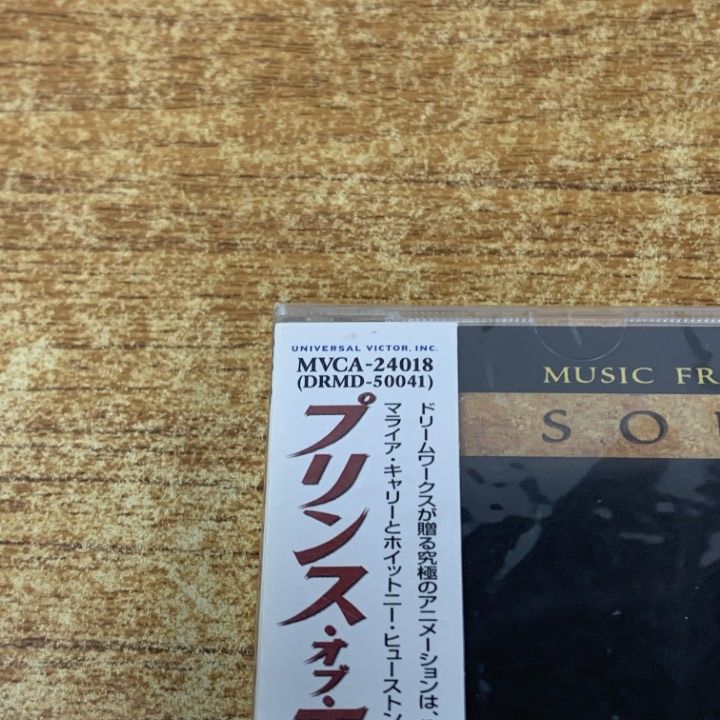 UNIVERSAL VICTOR, INC.
MVCA-24018
(DRMD-50041)
プリンス・オブ・
ドリームワークスが贈る究極のアニメーションは、
マライア・キャリーとホイットニー・ヒューストン
MUSIC FR
SO